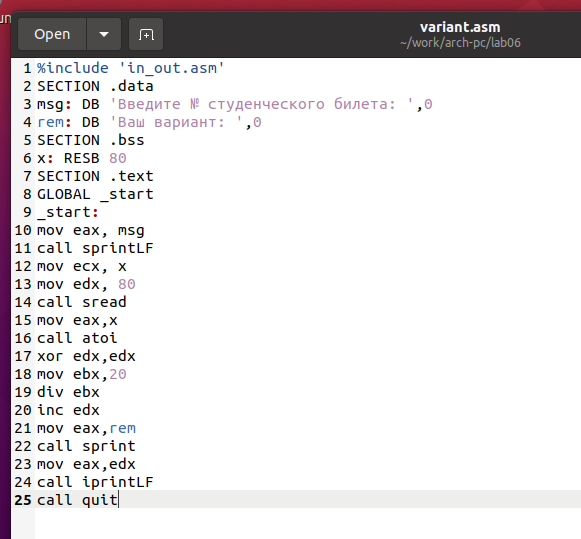 un
Open
variant.asm
~/work/arch-pc/lab06
1 %include 'in_out.asm'
2 SECTION .data
3 msg: DB 'Введите № студенческого билета: ',0
4 rem: DB 'Ваш вариант: ',0
5 SECTION .bss
6 x: RESB 80
7 SECTION .text
8 GLOBAL _start
9 _start:
10 mov eax, msg
11 call sprintLF
12 mov ecx, x
13 mov edx, 80
14 call sread
15 mov eax,x
16 call atoi
17 xor edx,edx
18 mov ebx,20
19 div ebx
20 inc edx
21 mov eax,rem
22 call sprint
23 mov eax,edx
24 call iprintLF
25 call quit